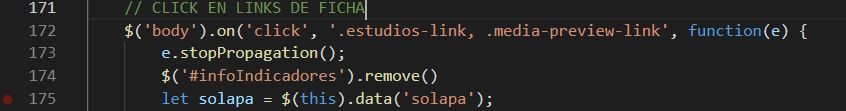 171 // CLICK EN LINKS DE FICHA
172 $('body').on('click', '.estudios-link, .media-preview-link', function(e) {
173 e.stopPropagation();
174 $('#infoIndicadores').remove()
175 let solapa = $(this).data('solapa');